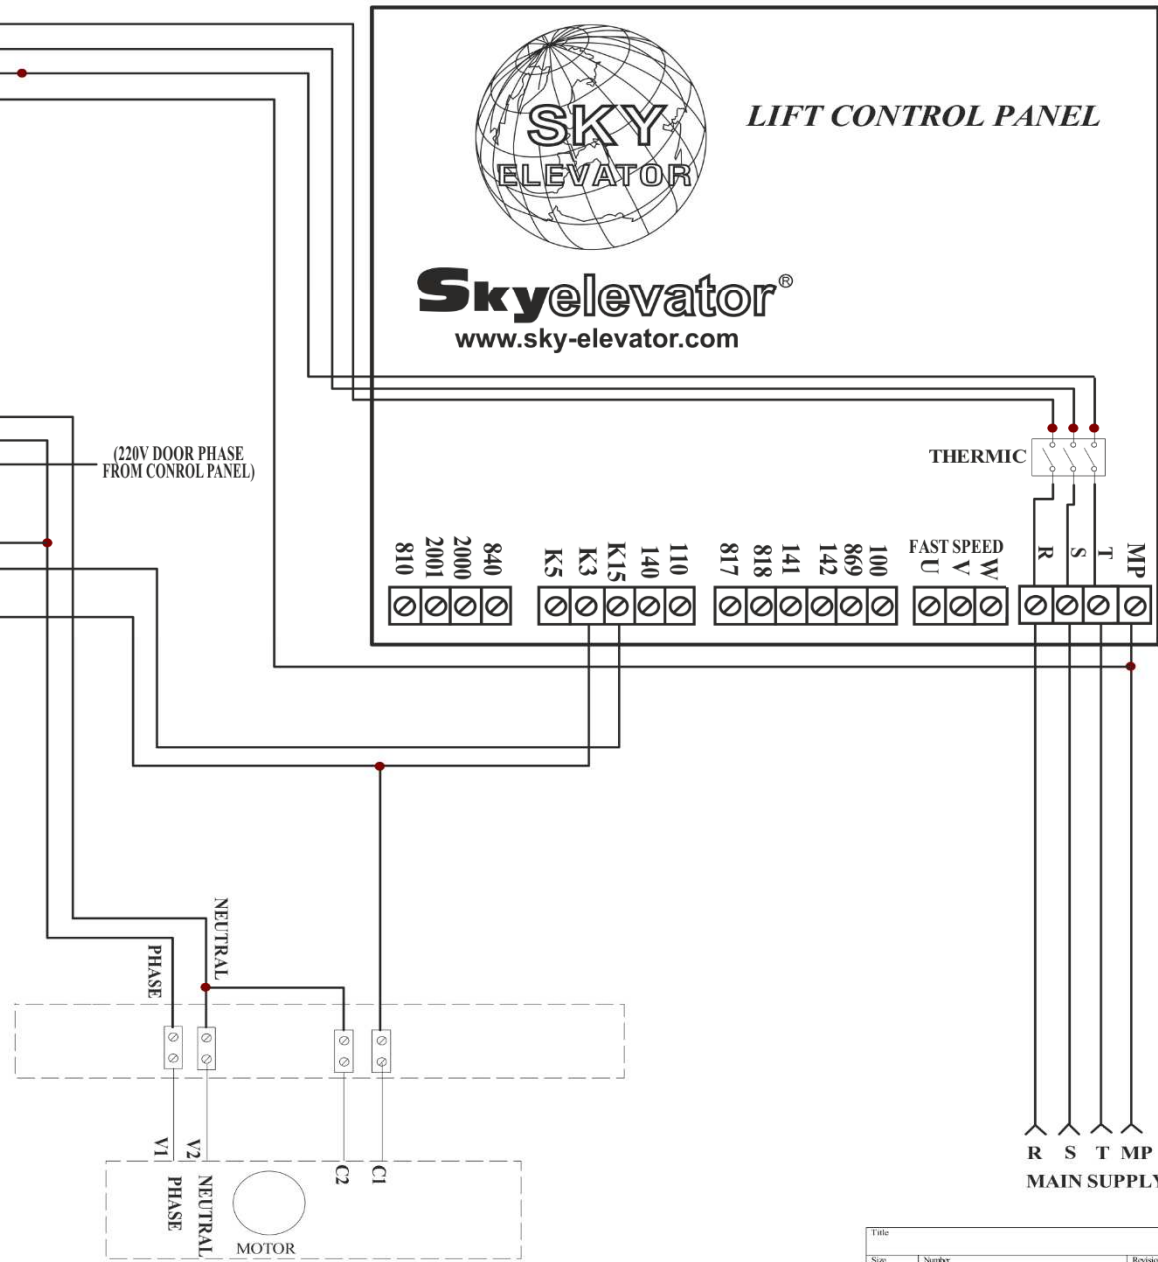 SKY
ELEVATOR
LIFT CONTROL PANEL
Skyelevator®
www.sky-elevator.com
(220V DOOR PHASE
FROM CONROL PANEL)
THERMIC
810
2001
2000
840
K5
K3
K15
140
110
817
818
141
142
869
100
FAST SPEED
U
V
W
R
S
T
MP
NEUTRAL
PHASE
V1
V2
C2
C1
PHASE
NEUTRAL
MOTOR
R S T MP
MAIN SUPPLY
Title
Size
Number
Revision